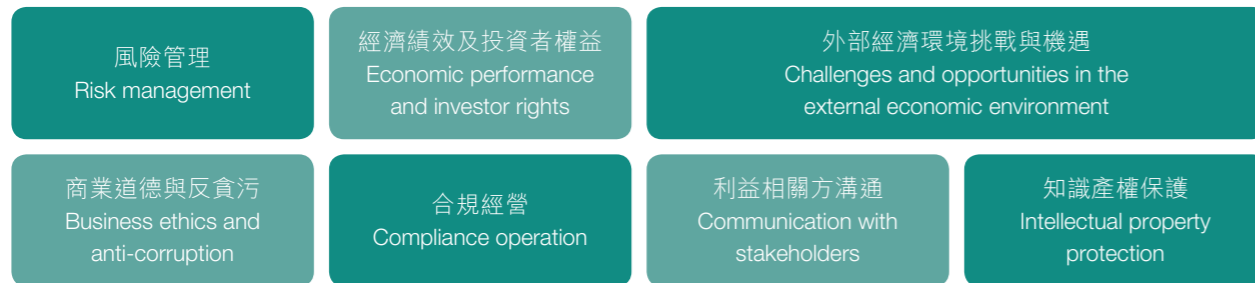 風險管理
Risk management
經濟績效及投資者權益
Economic performance
and investor rights
外部經濟環境挑戰與機遇
Challenges and opportunities in the
external economic environment
商業道德與反貪污
Business ethics and
anti-corruption
合規經營
Compliance operation
利益相關方溝通
Communication with
stakeholders
知識產權保護
Intellectual property
protection